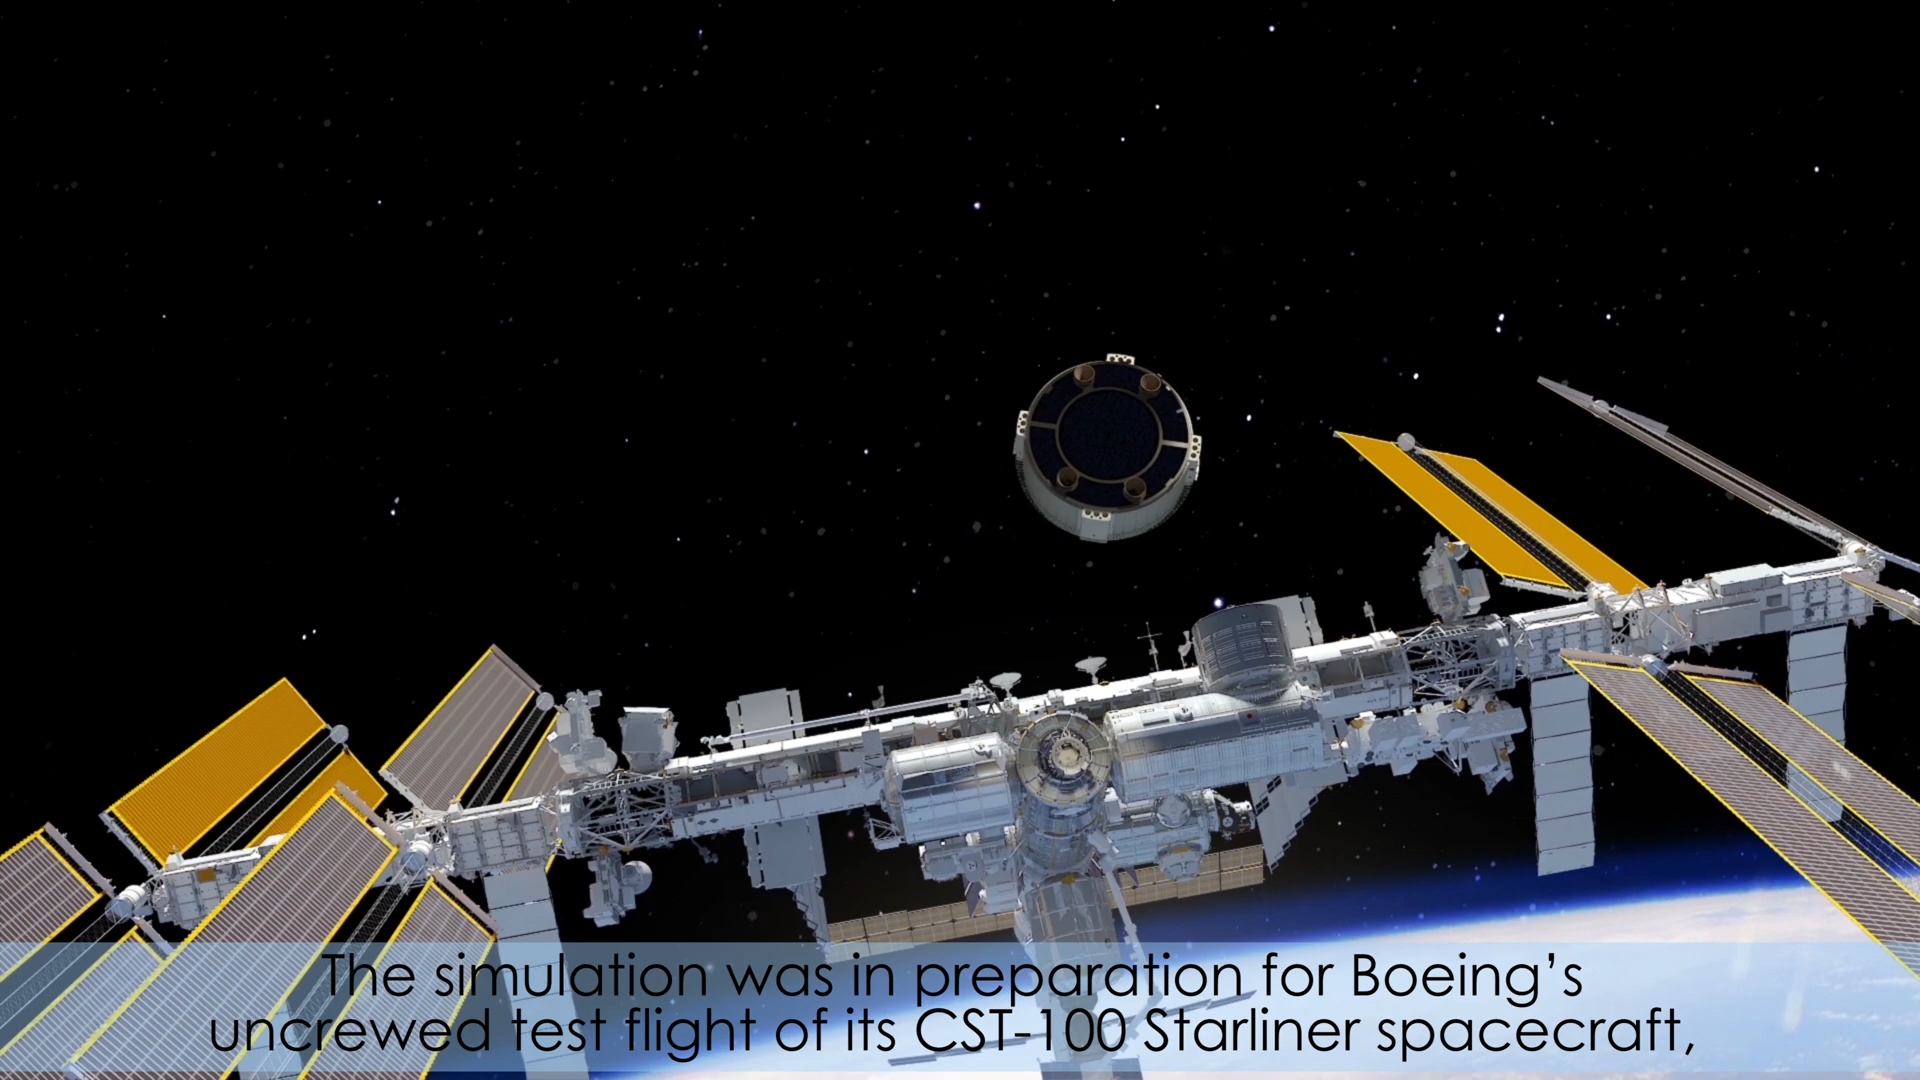 The simulation was in preparation for Boeing’s
uncrewed test flight of its CST-100 Starliner spacecraft,